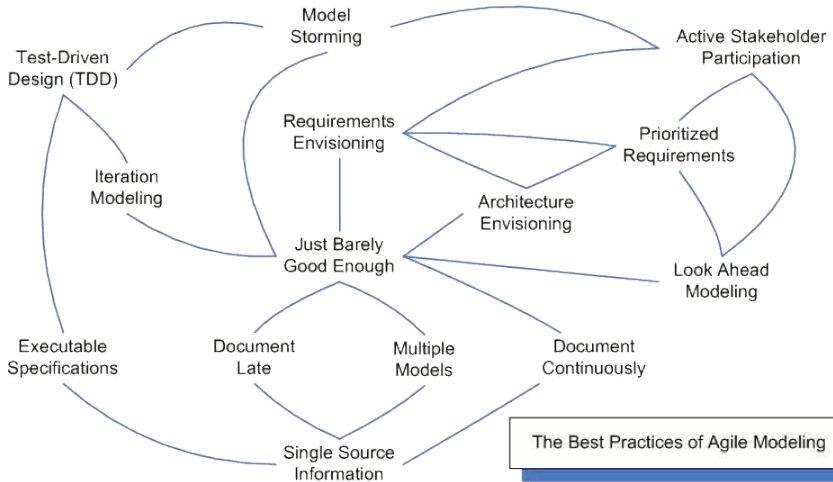 Model
Storming
Active Stakeholder
Participation
Test-Driven
Design (TDD)
Requirements
Envisioning
Prioritized
Requirements
Iteration
Modeling
Architecture
Envisioning
Just Barely
Good Enough
Look Ahead
Modeling
Executable
Specifications
Document
Late
Multiple
Models
Document
Continuously
Single Source
Information
The Best Practices of Agile Modeling